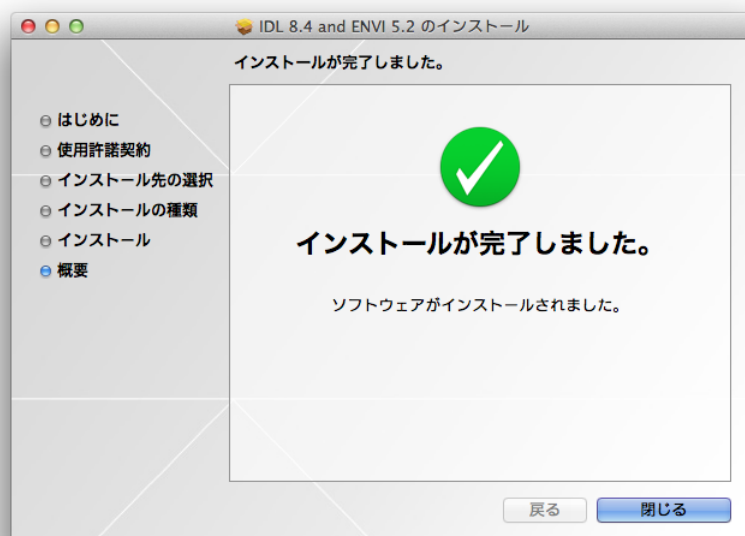 IDL 8.4 and ENVI 5.2 のインストール
インストールが完了しました。
はじめに
使用許諾契約
インストール先の選択
インストールの種類
インストール
概要
インストールが完了しました。
ソフトウェアがインストールされました。
戻る
閉じる